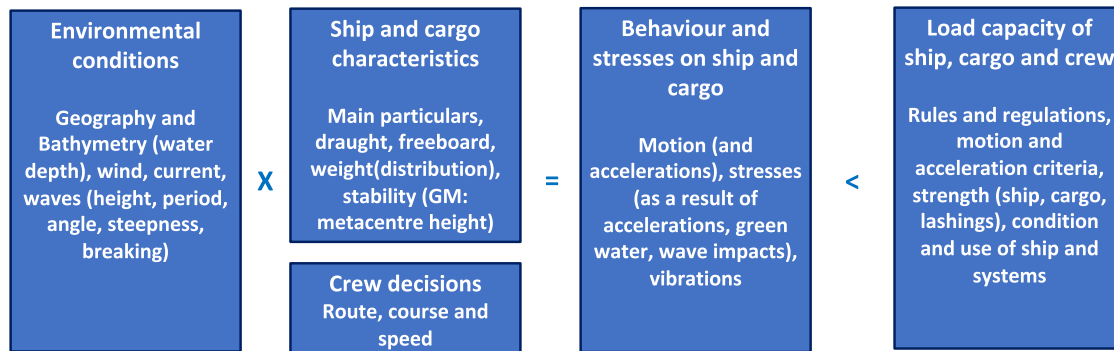 Environmental
conditions
Geography and
Bathymetry (water
depth), wind, current,
waves (height, period,
angle, steepness,
breaking)
X
Ship and cargo
characteristics
Main particulars,
draught, freeboard,
weight(distribution),
stability (GM:
metacentre height)
Crew decisions
Route, course and
speed
=
Behaviour and
stresses on ship and
cargo
Motion (and
accelerations), stresses
(as a result of
accelerations, green
water, wave impacts),
vibrations
<
Load capacity of
ship, cargo and crew
Rules and regulations,
motion and
acceleration criteria,
strength (ship, cargo,
lashings), condition
and use of ship and
systems